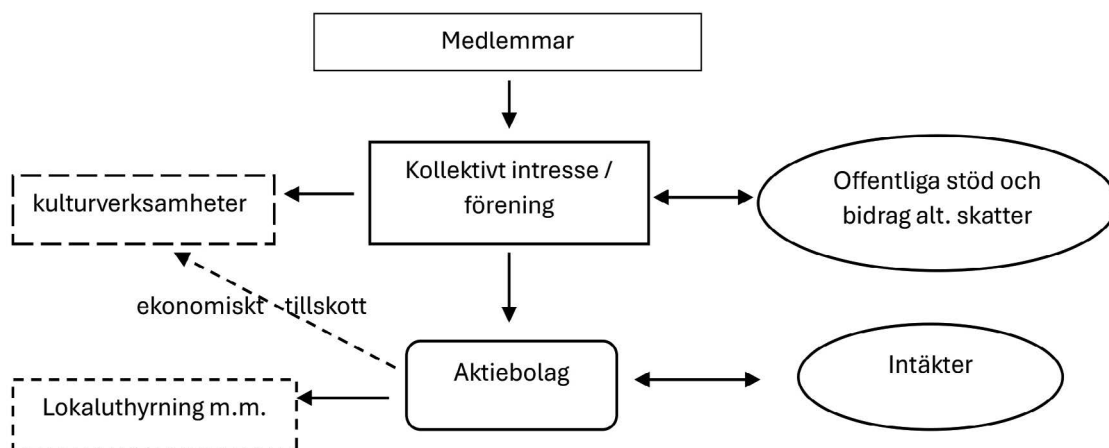 Medlemmar
Kollektivt intresse /
förening
kulturverksamheter
Offentliga stöd och
bidrag alt. skatter
ekonomiskt tillskott
Aktiebolag
Intäkter
Lokaluthyrning m.m.